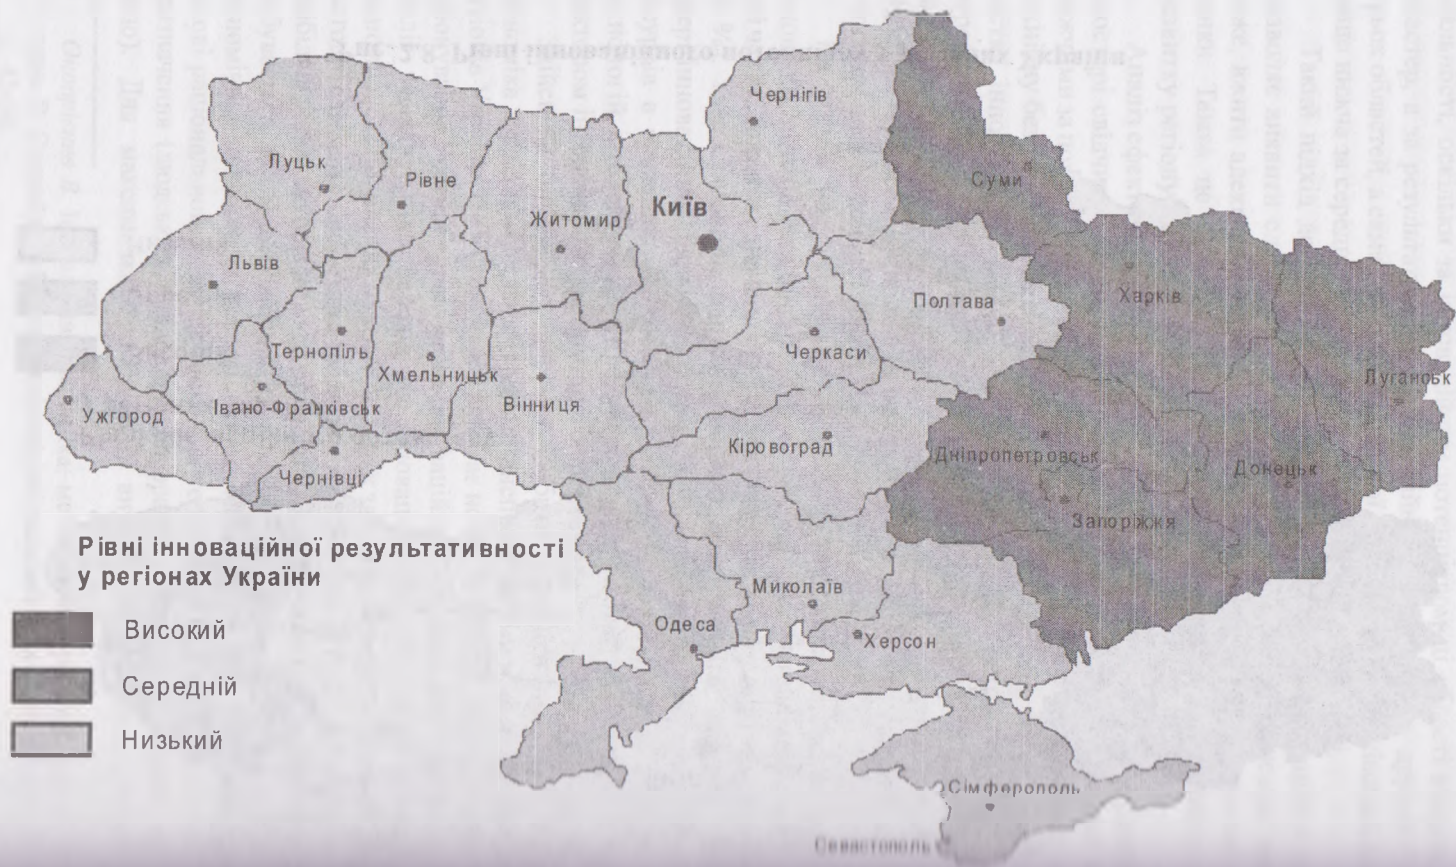 Чернігів
Луцьк
Рівне
Суми
Житомир
Київ
Львів
Харків
Полтава
Тернопіль
Черкаси
Хмельницьк
Луганськ
Ужгород
Івано-Франківськ
Вінниця
Кіровоград
Дніпропетровськ
Донецьк
Чернівці
Запоріжжя
Рівні інноваційної результативності
у регіонах України
Миколаїв
Високий
Одеса
Херсон
Середній
Низький
Сімферополь
Севастополь